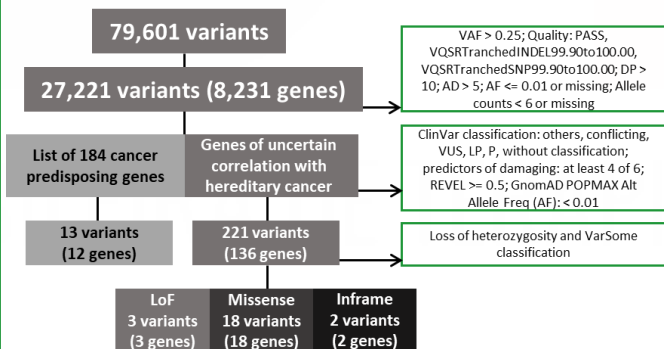 79,601 variants
27,221 variants (8,231 genes)
VAF > 0.25; Quality: PASS,
VQSRTranchedINDEL99.90to100.00,
VQSRTranchedSNP99.90to100.00; DP >
10; AD > 5; AF <= 0.01 or missing; Allele
counts < 6 or missing
List of 184 cancer
predisposing genes
Genes of uncertain
correlation with
hereditary cancer
ClinVar classification: others, conflicting,
VUS, LP, P, without classification;
predictors of damaging: at least 4 of 6;
REVEL >= 0.5; GnomAD POPMAX Alt
Allele Freq (AF): < 0.01
13 variants
(12 genes)
221 variants
(136 genes)
Loss of heterozygosity and VarSome
classification
LoF
3 variants
(3 genes)
Missense
18 variants
(18 genes)
Inframe
2 variants
(2 genes)